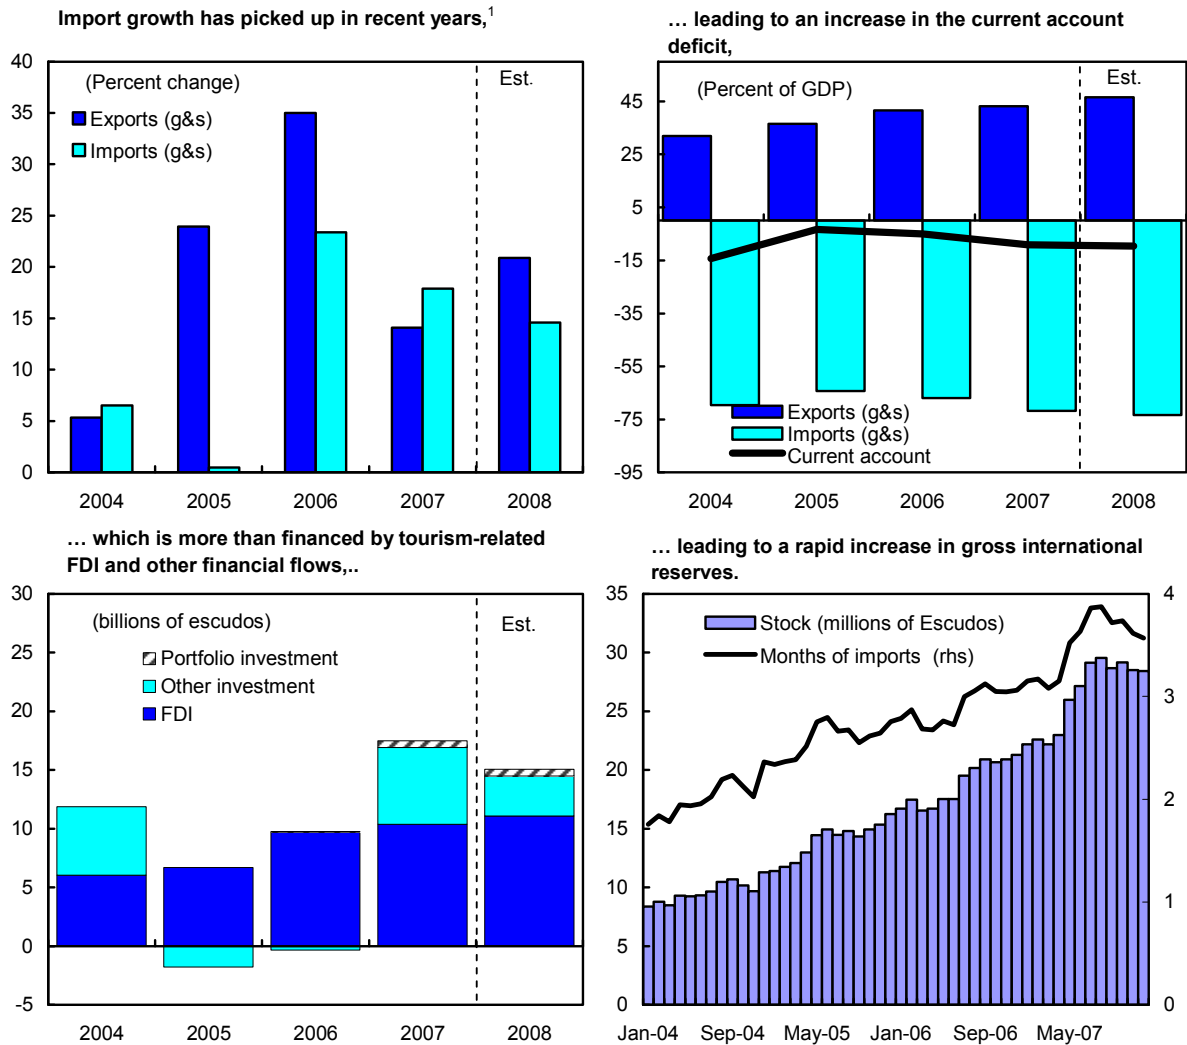 Import growth has picked up in recent years,¹
(Percent change)
Est.
Exports (g&s)
Imports (g&s)
40
35
30
25
20
15
10
5
0
2004 2005 2006 2007 2008
… leading to an increase in the current account
deficit,
(Percent of GDP)
Est.
45
25
5
-15
-35
-55
-75
-95
Exports (g&s)
Imports (g&s)
Current account
2004 2005 2006 2007 2008
… which is more than financed by tourism-related
FDI and other financial flows,..
(billions of escudos)
Est.
Portfolio investment
Other investment
FDI
30
25
20
15
10
5
0
-5
2004 2005 2006 2007 2008
… leading to a rapid increase in gross international
reserves.
Stock (millions of Escudos)
Months of imports (rhs)
35
30
25
20
15
10
5
0
4
3
2
1
0
Jan-04 Sep-04 May-05 Jan-06 Sep-06 May-07